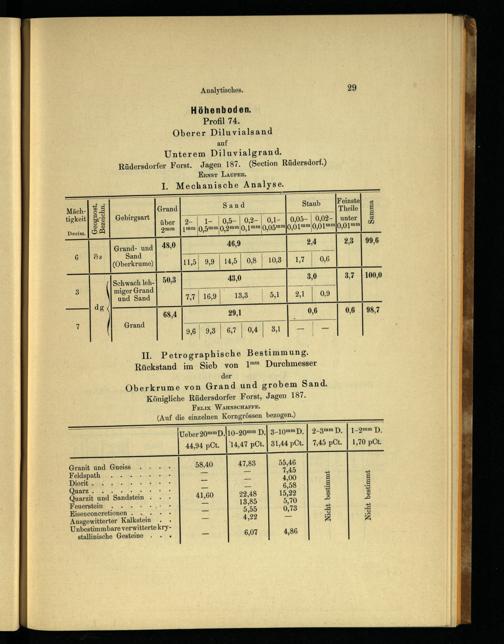 Analytisches. 29
Höhenboden.
Profil 74.
Oberer Diluvialsand
auf
Unterem Diluvialgrand.
Rüdersdorfer Forst. Jagen 187. (Section Rüdersdorf.)
Ernst Laufer.
I. Mechanische Analyse.
Mächtigkeit Decim. Geognost. Bezeichn. Gebirgsart Grand über 2mm Sand Staub Feinste Theile unter 0,01mm Summa
2–1mm 1–0,5mm 0,5–0,2mm 0,2–0,1mm 0,1–0,05mm 0,05–0,01mm 0,02–0,01mm
6 ∂s Grand- und Sand (Oberkrume) 48,0 46,9 2,4 2,3 99,6
11,5 9,9 14,5 0,8 10,3 1,7 0,6
3 dg Schwach lehmiger Grand und Sand 50,3 43,0 3,0 3,7 100,0
7,7 16,9 13,3 5,1 2,1 0,9
7 Grand 68,4 29,1 0,6 0,6 98,7
9,6 9,3 6,7 0,4 3,1 — —
II. Petrographische Bestimmung.
Rückstand im Sieb von 1mm Durchmesser
der
Oberkrume von Grand und grobem Sand.
Königliche Rüdersdorfer Forst, Jagen 187.
Felix Wahnschaffe.
(Auf die einzelnen Korngrössen bezogen.)
Ueber 20mm D. 10–20mm D. 3–10mm D. 2–3mm D. 1–2mm D.
44,94 pCt. 14,47 pCt. 31,44 pCt. 7,45 pCt. 1,70 pCt.
Granit und Gneiss . . . . 58,40 47,83 55,46 Nicht bestimmt Nicht bestimmt
Feldspath . . . . . . . — — 7,45
Diorit . . . . . . . . — — 4,00
Quarz . . . . . . . . — — 6,58
Quarzit und Sandstein . . . 41,60 22,48 15,22
Feuerstein . . . . . . . — 13,85 5,70
Eisenconcretionen . . . . — 5,55 0,73
Ausgewitterter Kalkstein . . — 4,22 —
Unbestimmbare verwitterte kry-
stallinische Gesteine . . . — 6,07 4,86